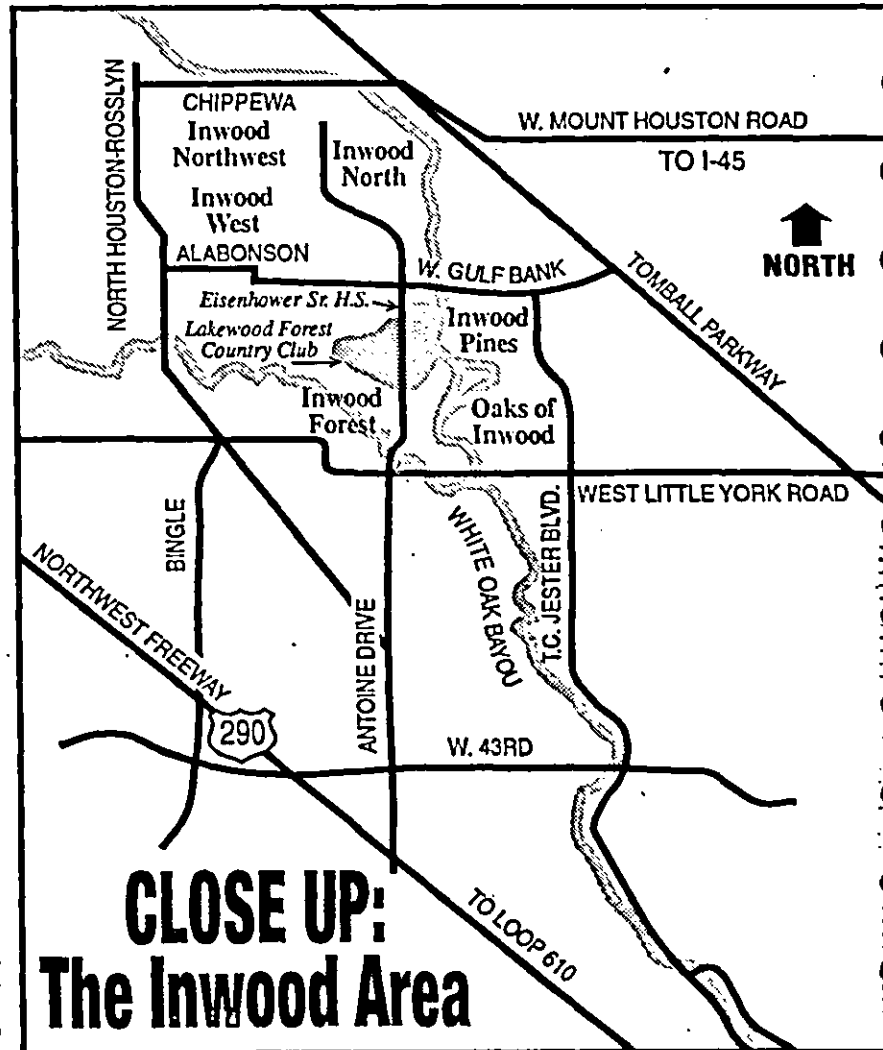 NORTH HOUSTON-ROSSLYN
CHIPPEWA
Inwood
Northwest
Inwood
North
Inwood
West
ALABONSON
W. MOUNT HOUSTON ROAD
TO I-45
NORTH
W. GULF BANK
TOMBALL PARKWAY
Eisenhower Sr. H.S.
Lakewood Forest
Country Club
Inwood
Pines
Inwood
Forest
Oaks of
Inwood
WEST LITTLE YORK ROAD
BINGLE
NORTHWEST FREEWAY
290
ANTOINE DRIVE
WHITE OAK BAYOU
T.C. JESTER BLVD.
W. 43RD
TO LOOP 610
CLOSE UP:
The Inwood Area